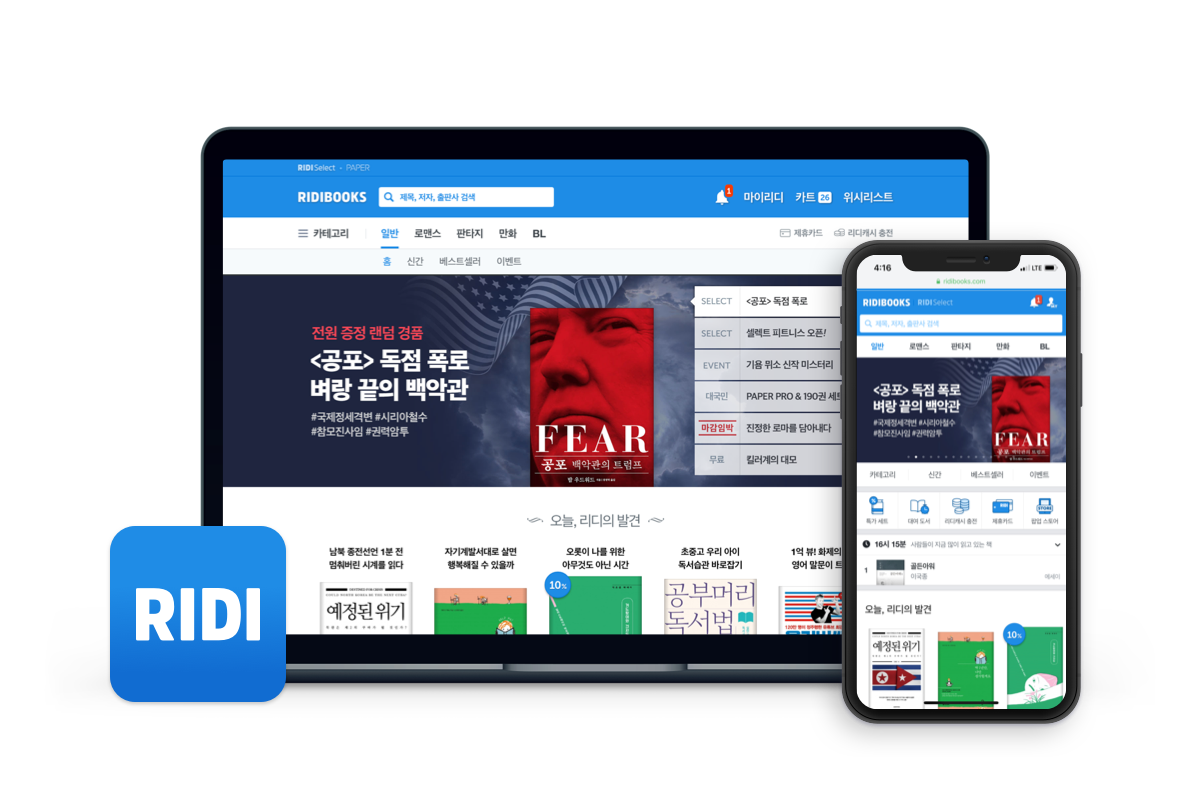 RIDI Select · PAPER
RIDIBOOKS
제목, 저자, 출판사 검색
1
마이리디 카트 26 위시리스트
카테고리 일반 로맨스 판타지 만화 BL
제휴카드 리디캐시 충전
홈 신간 베스트셀러 이벤트
전원 증정 랜덤 경품
<공포> 독점 폭로
벼랑 끝의 백악관
#국제정세격변 #시리아철수
#참모진사임 #권력암투
FEAR
공포 백악관의 트럼프
밥 우드워드
SELECT <공포> 독점 폭로
SELECT 셀렉트 피트니스 오픈!
EVENT 기욤 뮈소 신작 미스터리
대국민 PAPER PRO & 190권 세트
마감임박 진정한 로마를 담아내다
무료 킬러계의 대모
오늘, 리디의 발견
남북 종전선언 1분 전
멈춰버린 시계를 읽다
예정된 위기
자기계발서대로 살면
행복해질 수 있을까
오롯이 나를 위한
아무것도 아닌 시간
10%
초중고 우리 아이
독서습관 바로잡기
공부머리
독서법
1억 뷰! 화제의
영어 말문이 트
RIDI
4:16
LTE
ridibooks.com
RIDIBOOKS RIDI Select
1
제목, 저자, 출판사 검색
일반 로맨스 판타지 만화 BL
<공포> 독점 폭로
벼랑 끝의 백악관
#국제정세격변 #시리아철수
#참모진사임 #권력암투
FEAR
공포 백악관의 트럼프
카테고리 신간 베스트셀러 이벤트
STORE
특가 세트 대여 도서 리디캐시 충전 제휴카드 팝업 스토어
16시 15분 사람들이 지금 많이 읽고 있는 책
1
골든아워
이국종
에세이
오늘, 리디의 발견
예정된 위기
10%